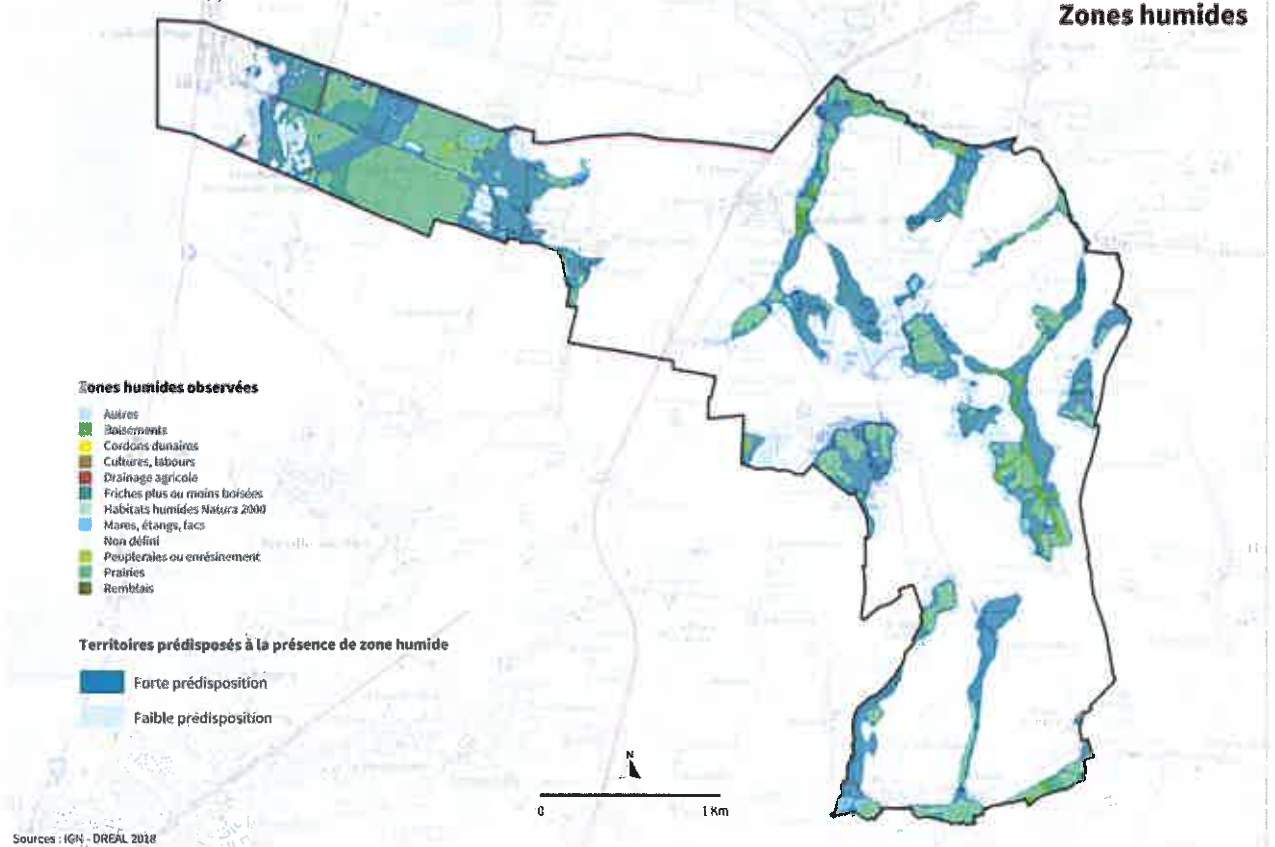 Zones humides
Zones humides observées
Autres
Boisements
Cordons dunaires
Cultures, labours
Drainage agricole
Friches plus ou moins boisées
Habitats humides Natura 2000
Mares, étangs, lacs
Non défini
Peupleraies ou enrésinement
Prairies
Remblais
Territoires prédisposés à la présence de zone humide
Forte prédisposition
Faible prédisposition
N
0 1 Km
Sources : IGN - DREAL 2018